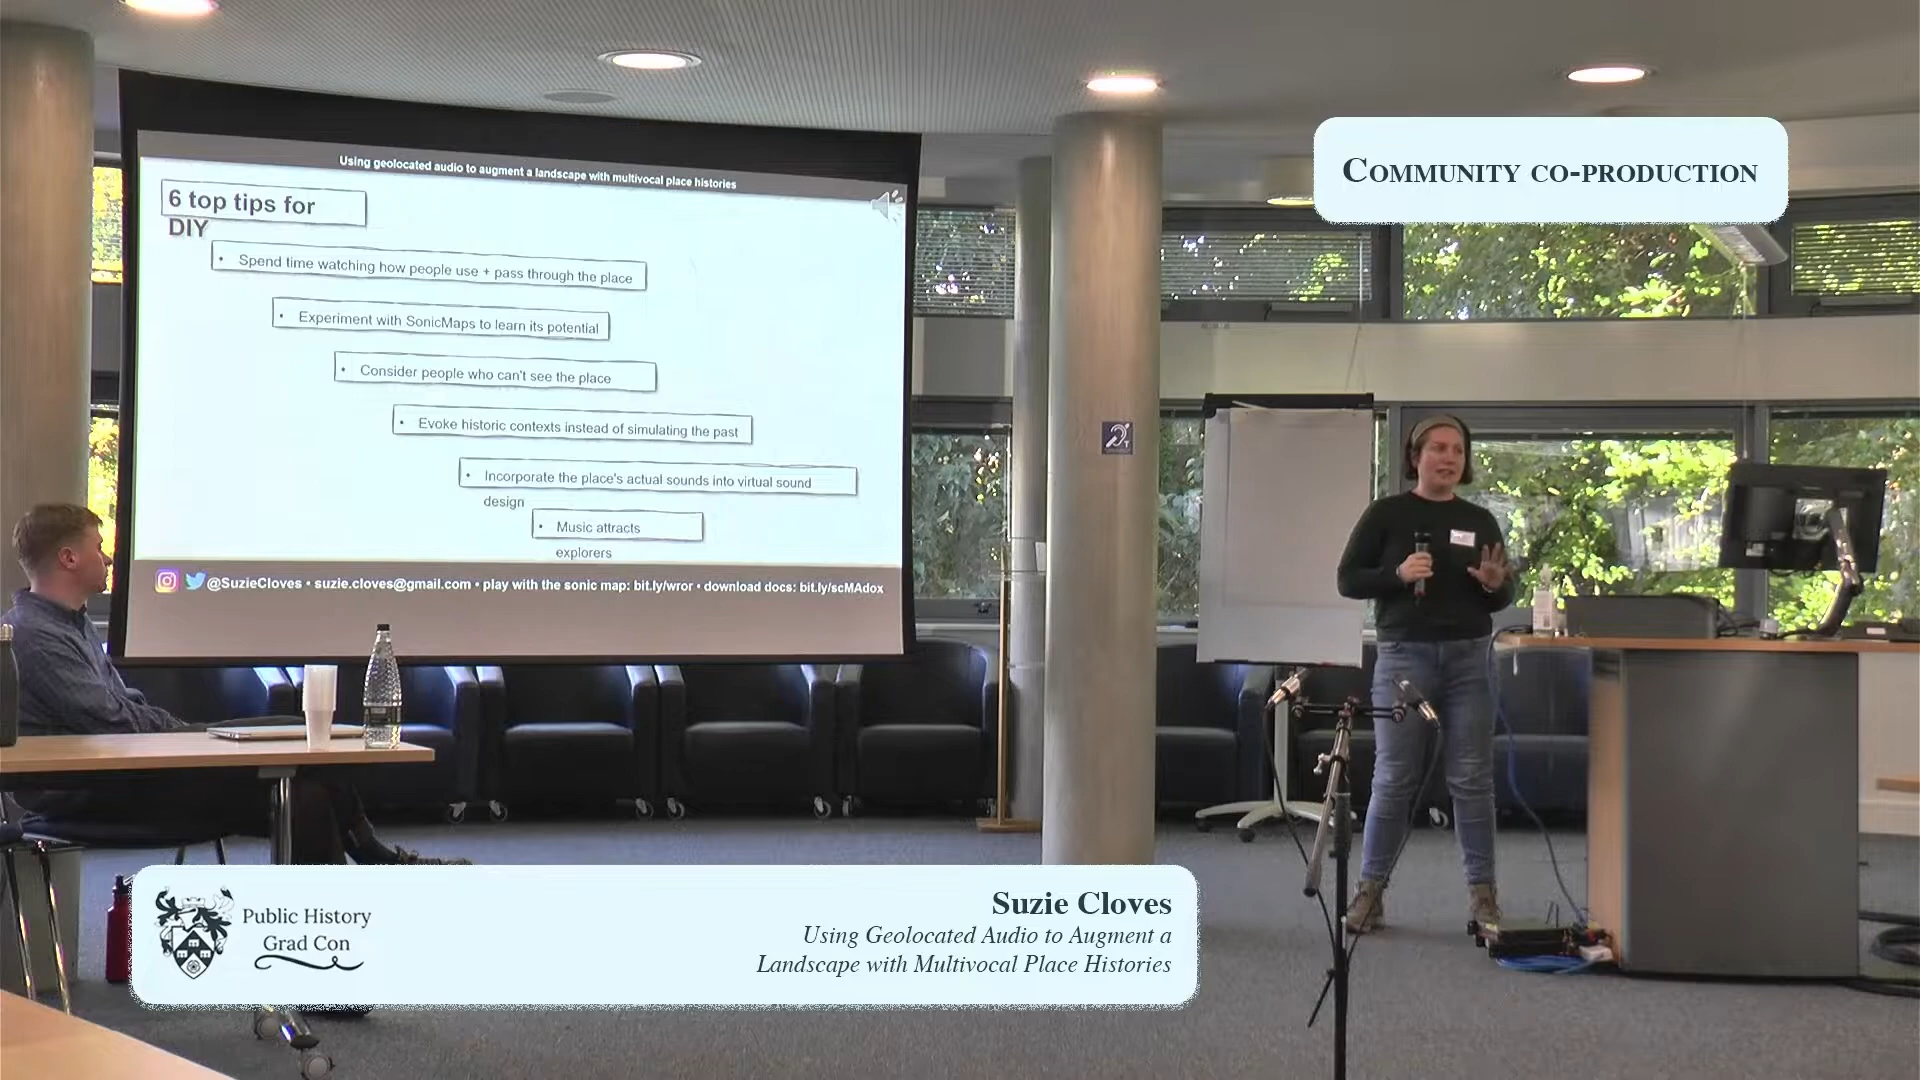 Using geolocated audio to augment a landscape with multivocal place histories
6 top tips for
DIY
• Spend time watching how people use + pass through the place
• Experiment with SonicMaps to learn its potential
• Consider people who can't see the place
• Evoke historic contexts instead of simulating the past
• Incorporate the place's actual sounds into virtual sound
design
• Music attracts
explorers
@SuzieCloves • suzie.cloves@gmail.com • play with the sonic map: bit.ly/wror • download docs: bit.ly/scMAdox
Community co-production
T
Public History
Grad Con
Suzie Cloves
Using Geolocated Audio to Augment a
Landscape with Multivocal Place Histories